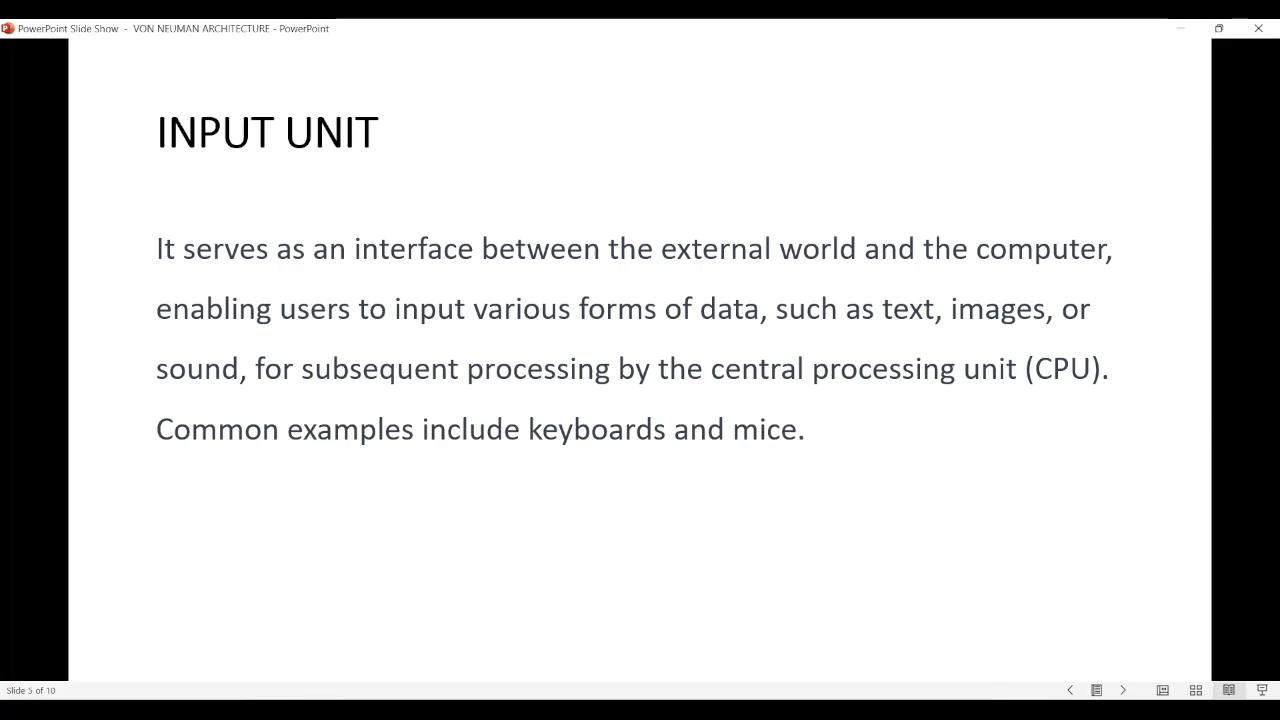 PowerPoint Slide Show - VON NEUMAN ARCHITECTURE - PowerPoint
INPUT UNIT
It serves as an interface between the external world and the computer,
enabling users to input various forms of data, such as text, images, or
sound, for subsequent processing by the central processing unit (CPU).
Common examples include keyboards and mice.
Slide 5 of 10